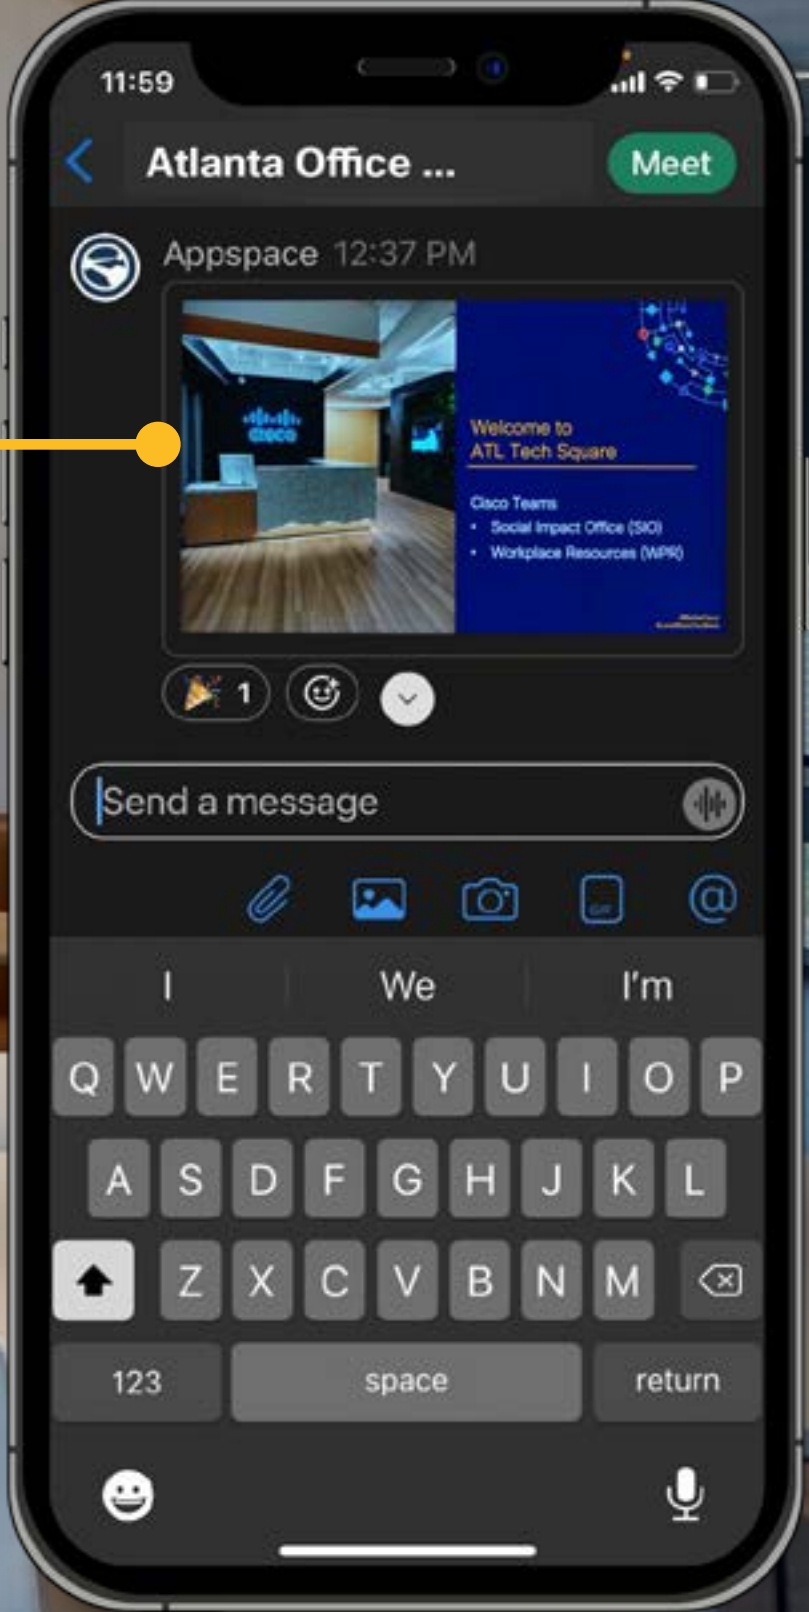 11:59
Atlanta Office ...
Meet
Appspace 12:37 PM
cisco
Welcome to
ATL Tech Square
Cisco Teams
• Social Impact Office (SIO)
• Workplace Resources (WPR)
1
Send a message
GIF
@
I We I'm
Q W E R T Y U I O P
A S D F G H J K L
Z X C V B N M
123 space return